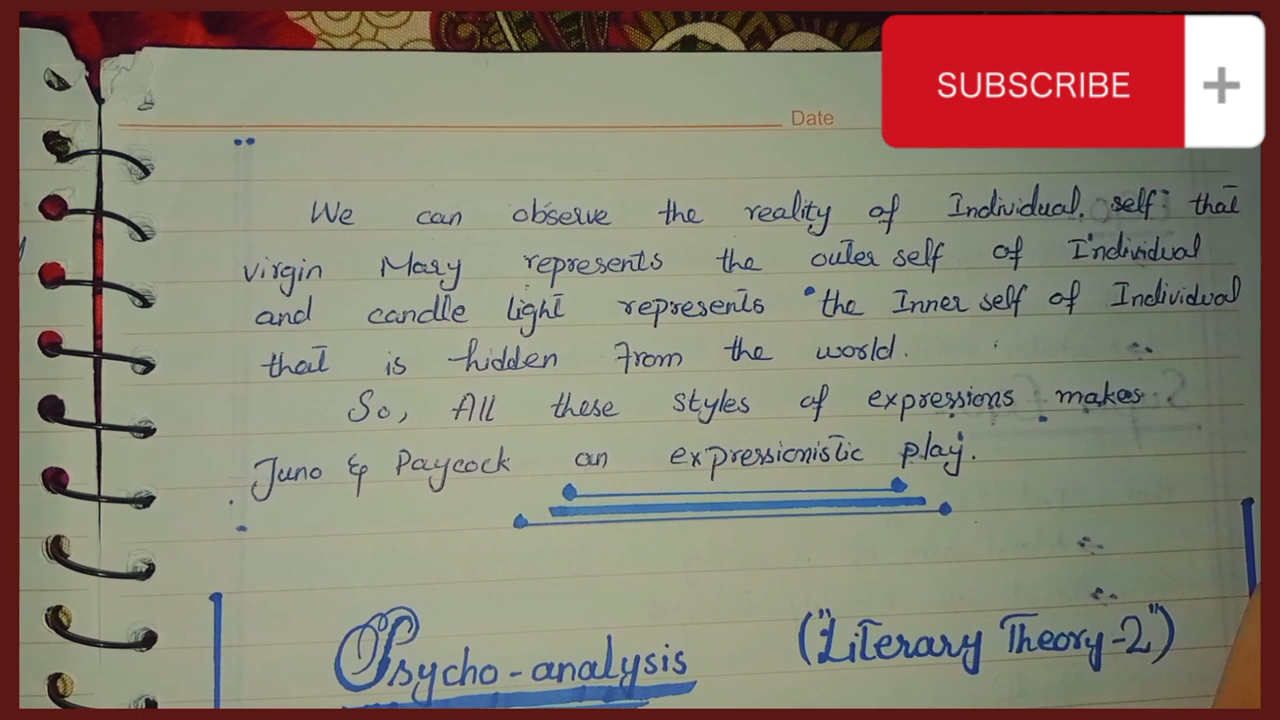 SUBSCRIBE +
Date
We can observe the reality of Individual self that
virgin Mary represents the outer self of Individual
and candle light represents the Inner self of Individual
that is hidden from the world.
So, All these styles of expressions makes
Juno & Paycock an expressionistic play.
Psycho-analysis ("Literary Theory-2")